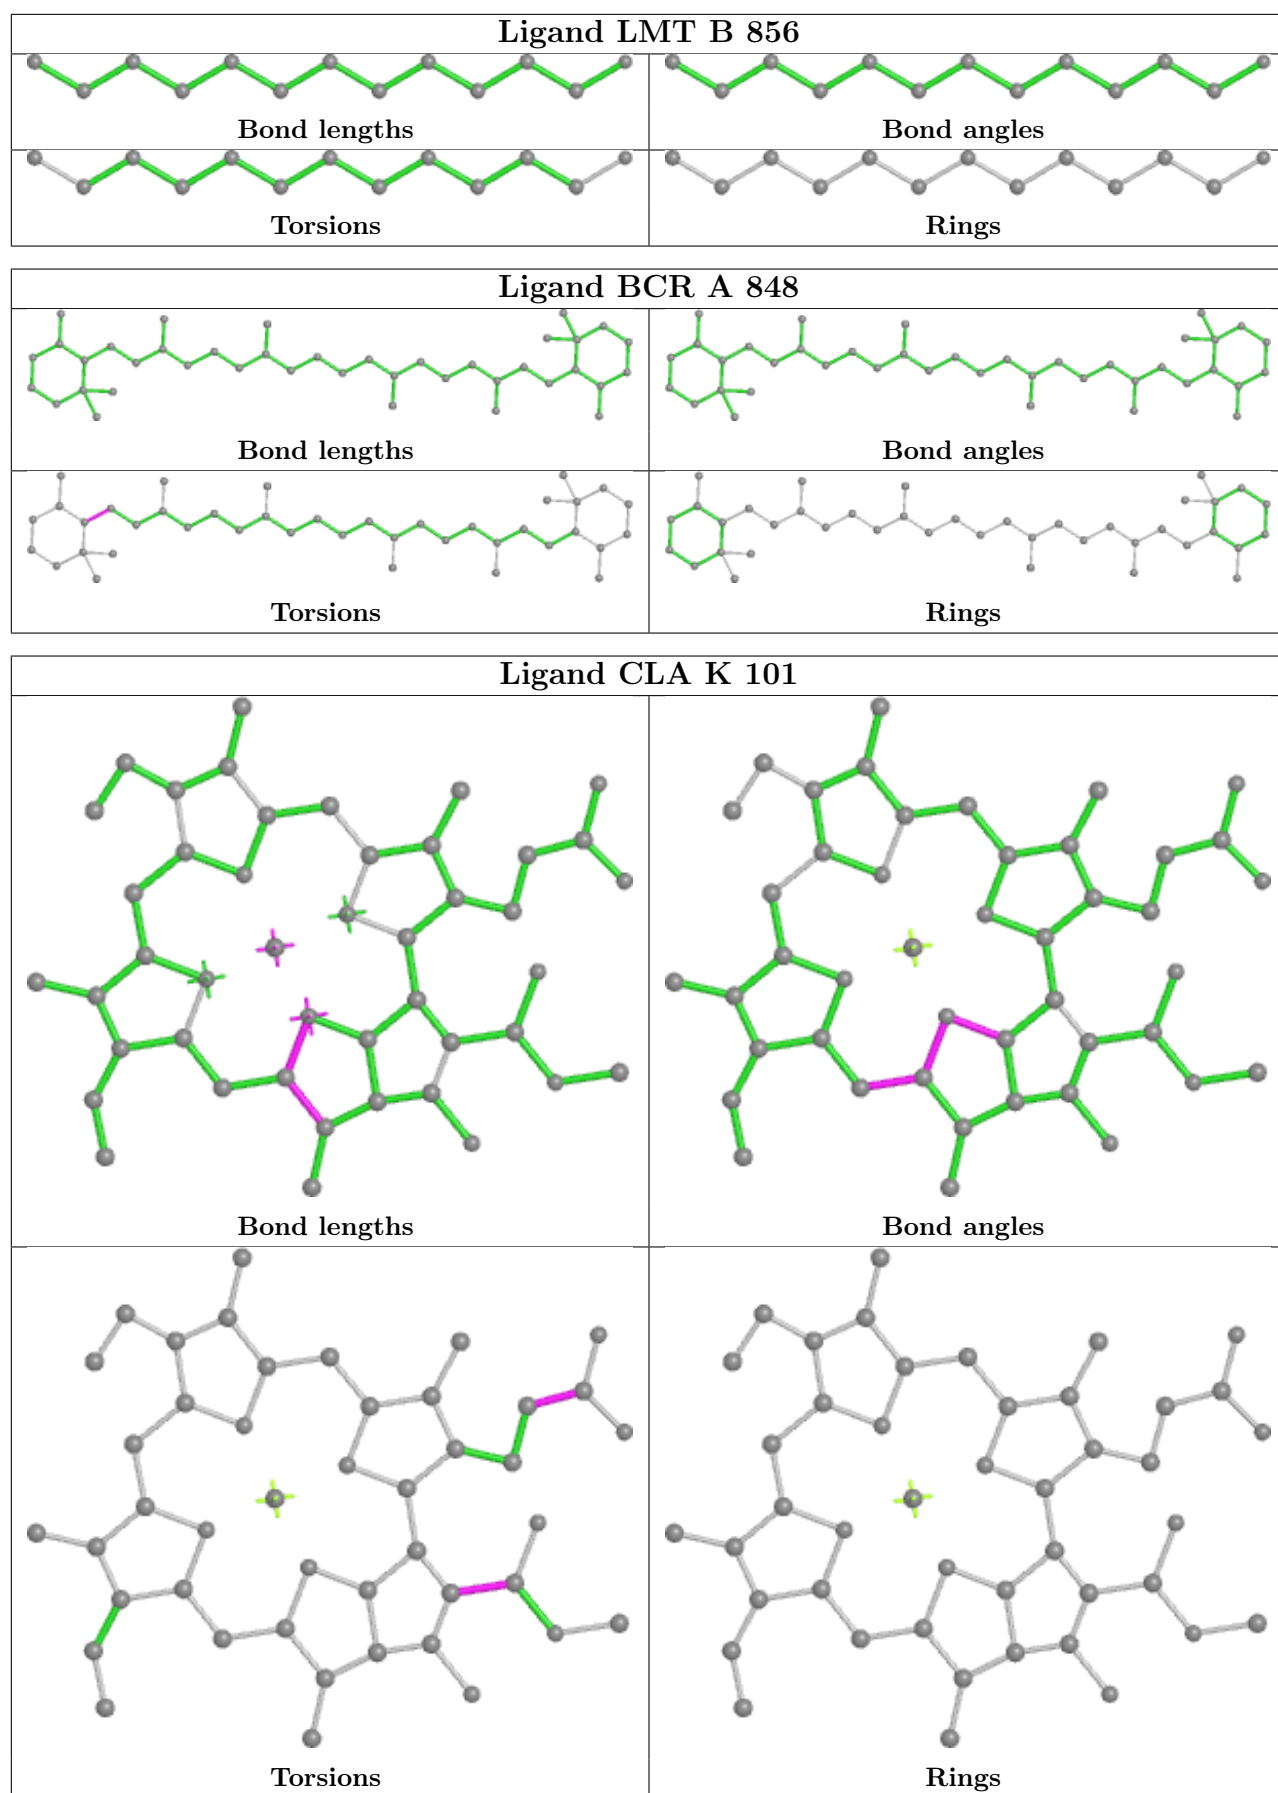 Ligand LMT B 856
Bond lengths
Bond angles
Torsions
Rings
Ligand BCR A 848
Bond lengths
Bond angles
Torsions
Rings
Ligand CLA K 101
Bond lengths
Bond angles
Torsions
Rings